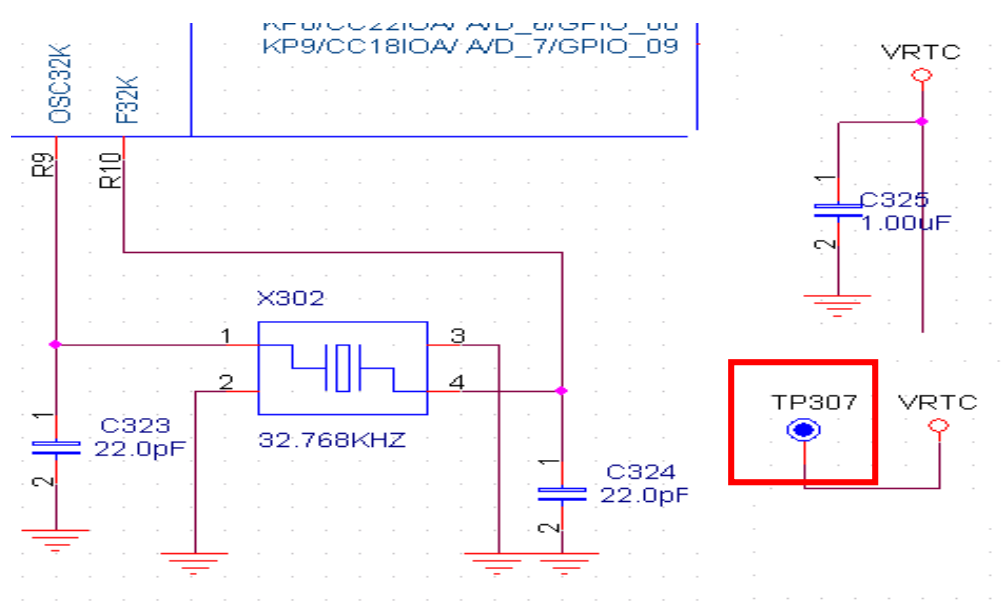 KP9/CC18IOA/ A/D_7/GPIO_09
OSC32K
F32K
R9
R10
VRTC
1
C325
1.00uF
2
X302
1
3
2
4
32.768KHZ
1
C323
22.0pF
2
1
C324
22.0pF
2
TP307
VRTC